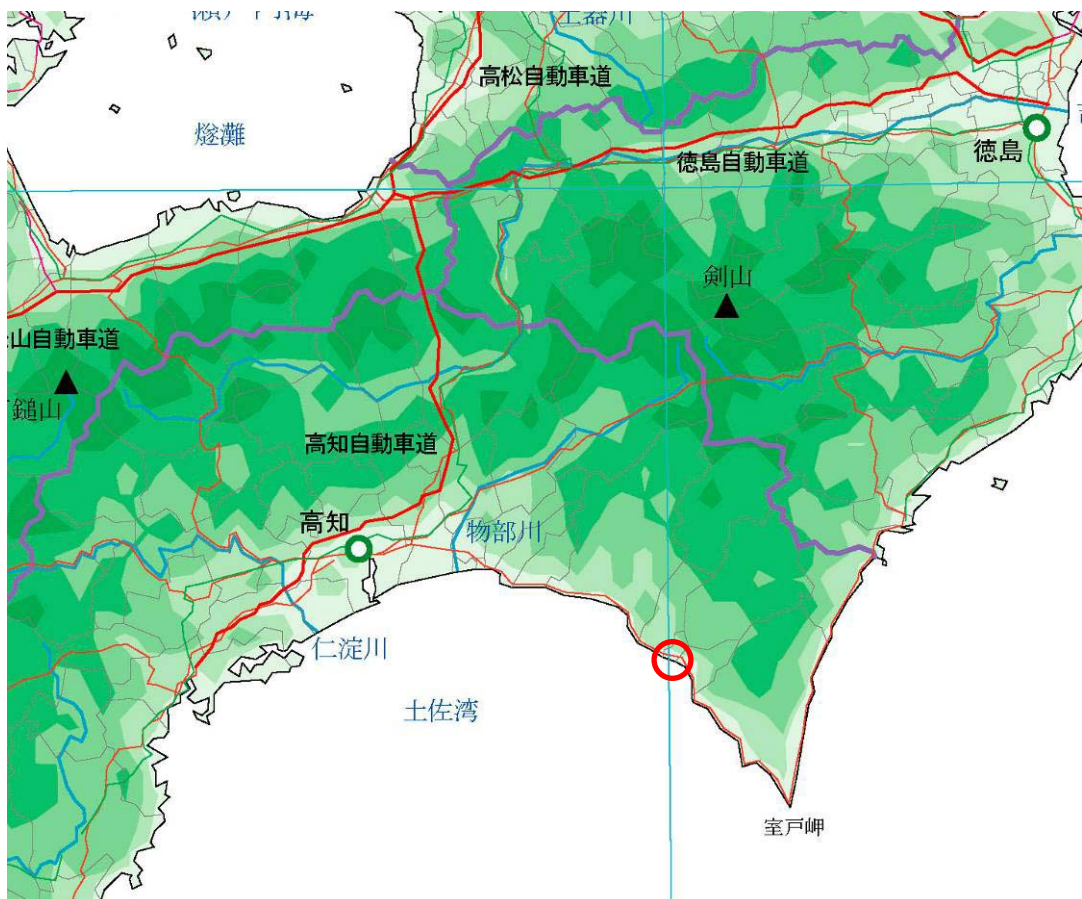 高松自動車道
燧灘
徳島自動車道
徳島
剣山
山自動車道
鎚山
高知自動車道
高知
物部川
仁淀川
土佐湾
室戸岬